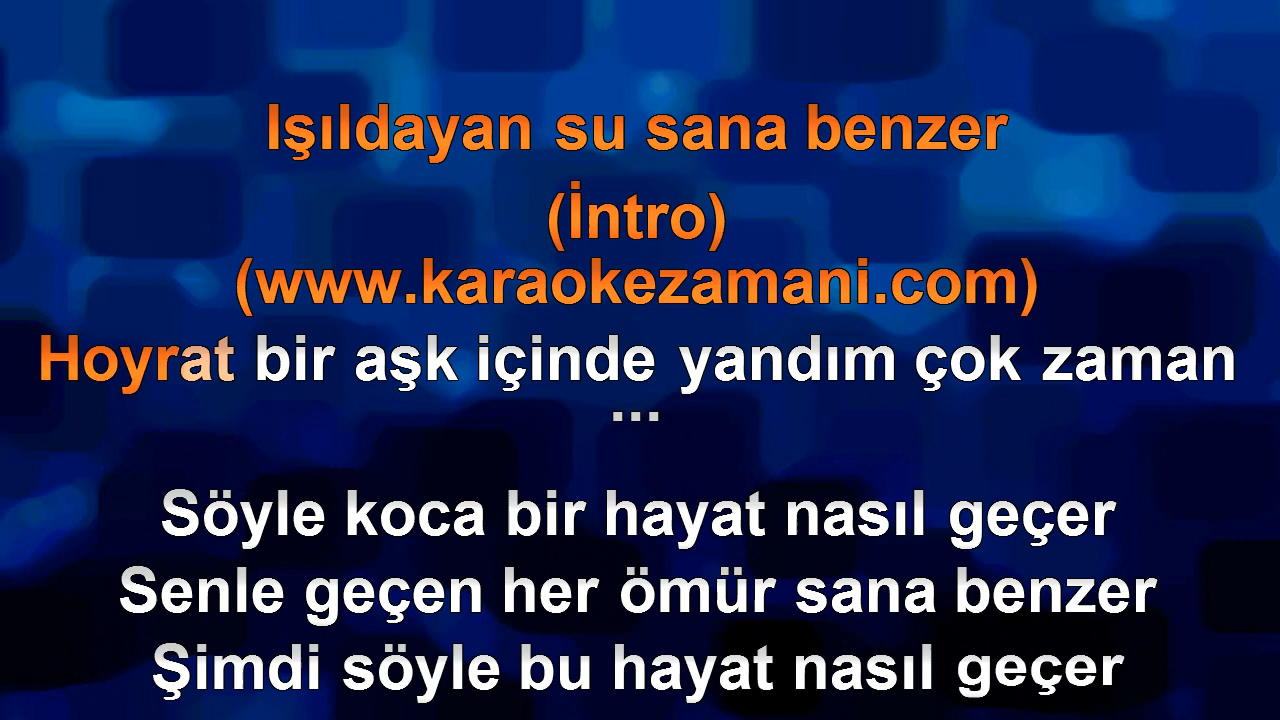 Işıldayan su sana benzer
(İntro)
(www.karaokezamani.com)
Hoyrat bir aşk içinde yandım çok zaman
...
Söyle koca bir hayat nasıl geçer
Senle geçen her ömür sana benzer
Şimdi söyle bu hayat nasıl geçer